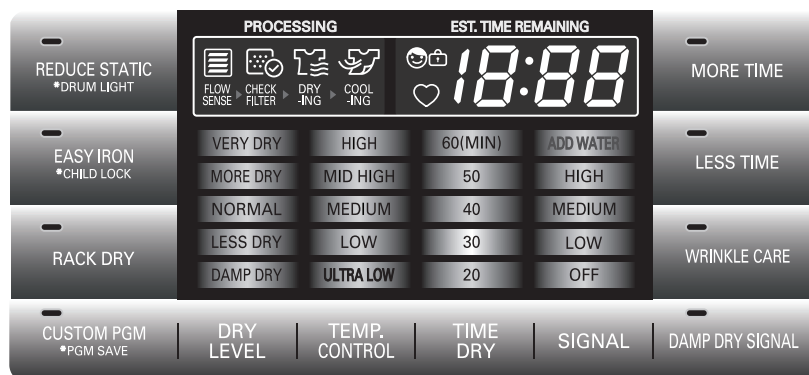 PROCESSING
EST. TIME REMAINING
18:88
FLOW
SENSE
CHECK
FILTER
DRY
-ING
COOL
-ING
REDUCE STATIC
*DRUM LIGHT
EASY IRON
*CHILD LOCK
RACK DRY
CUSTOM PGM
*PGM SAVE
VERY DRY
MORE DRY
NORMAL
LESS DRY
DAMP DRY
DRY
LEVEL
HIGH
MID HIGH
MEDIUM
LOW
ULTRA LOW
TEMP.
CONTROL
60(MIN)
50
40
30
20
TIME
DRY
ADD WATER
HIGH
MEDIUM
LOW
OFF
SIGNAL
MORE TIME
LESS TIME
WRINKLE CARE
DAMP DRY SIGNAL